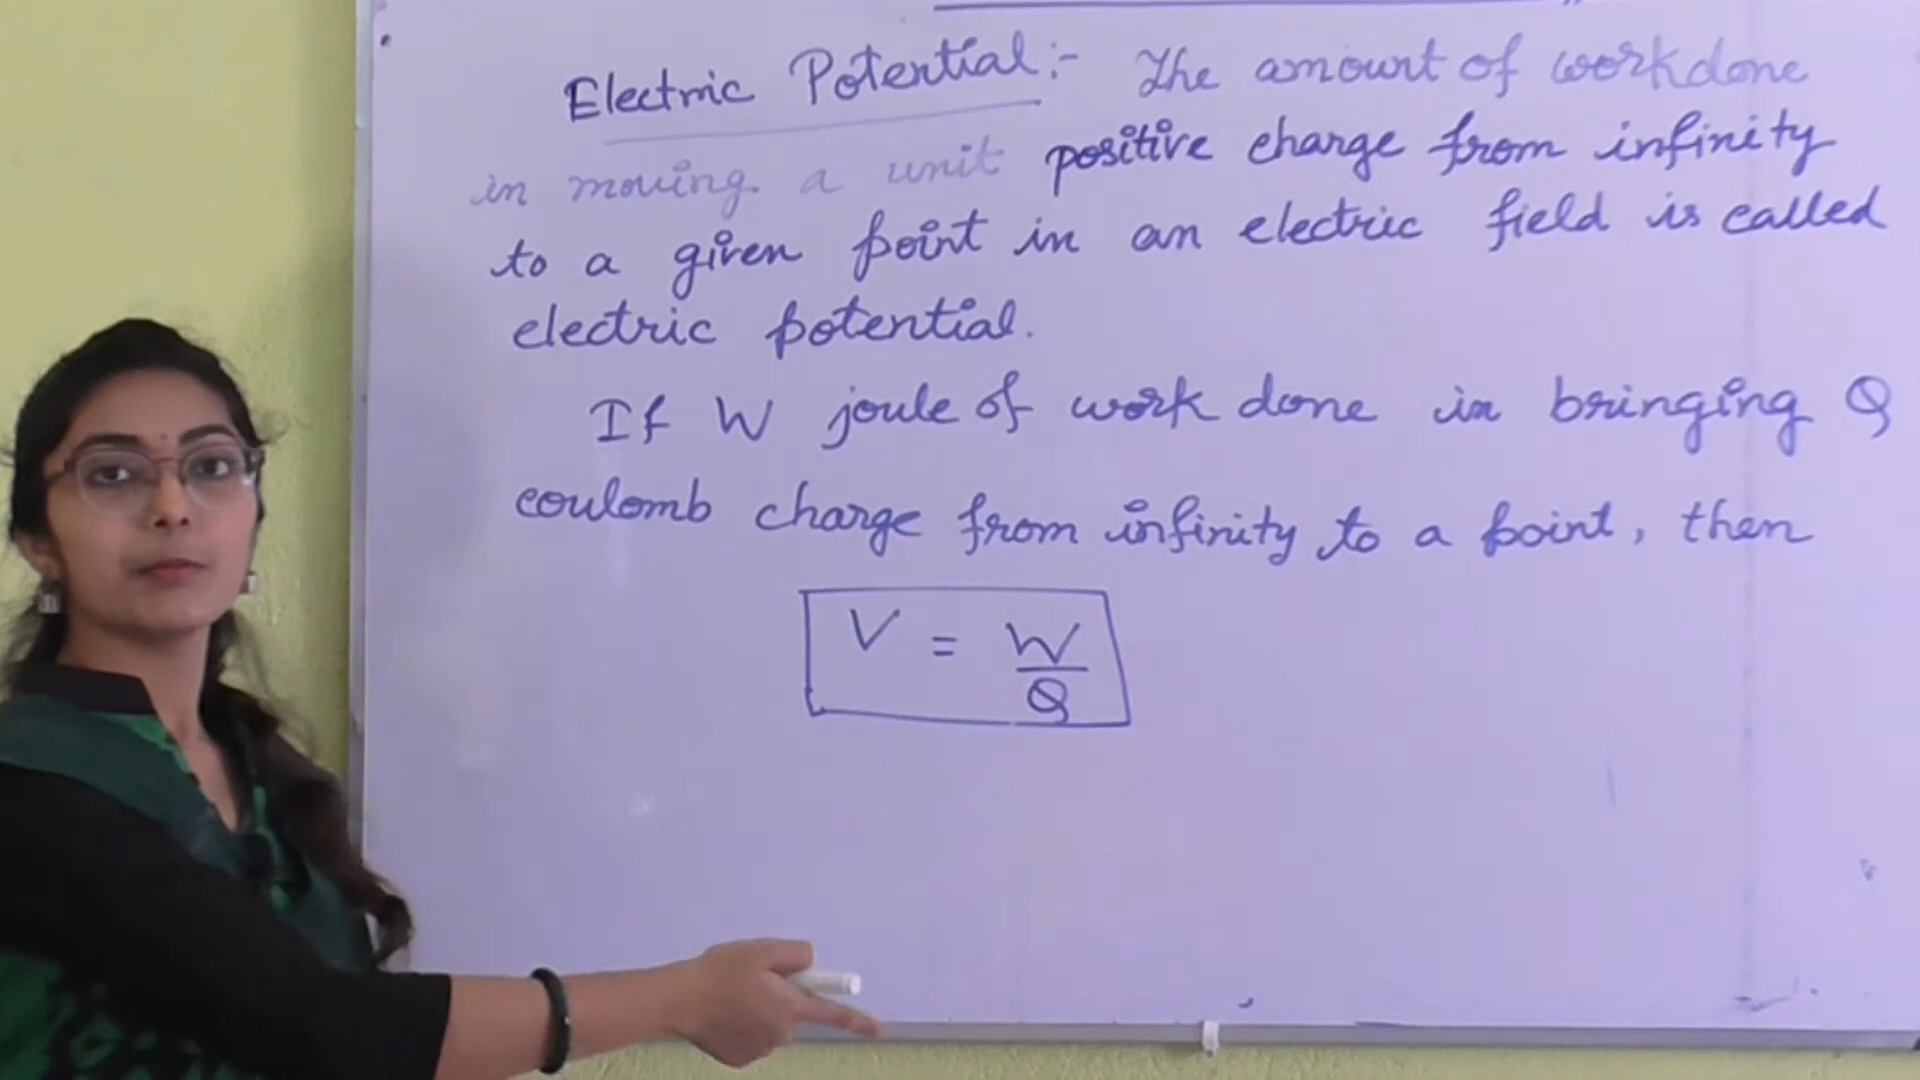 Electric Potential:- The amount of workdone
in moving a unit positive charge from infinity
to a given point in an electric field is called
electric potential.
If W joule of work done in bringing Q
coulomb charge from infinity to a point, then
V = W/Q